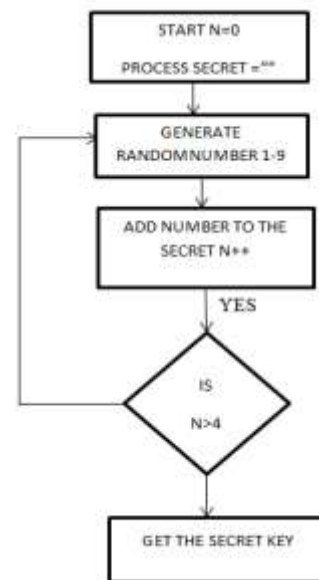 START N=0
PROCESS SECRET =""
GENERATE
RANDOMNUMBER 1-9
ADD NUMBER TO THE
SECRET N++
YES
IS
N>4
GET THE SECRET KEY